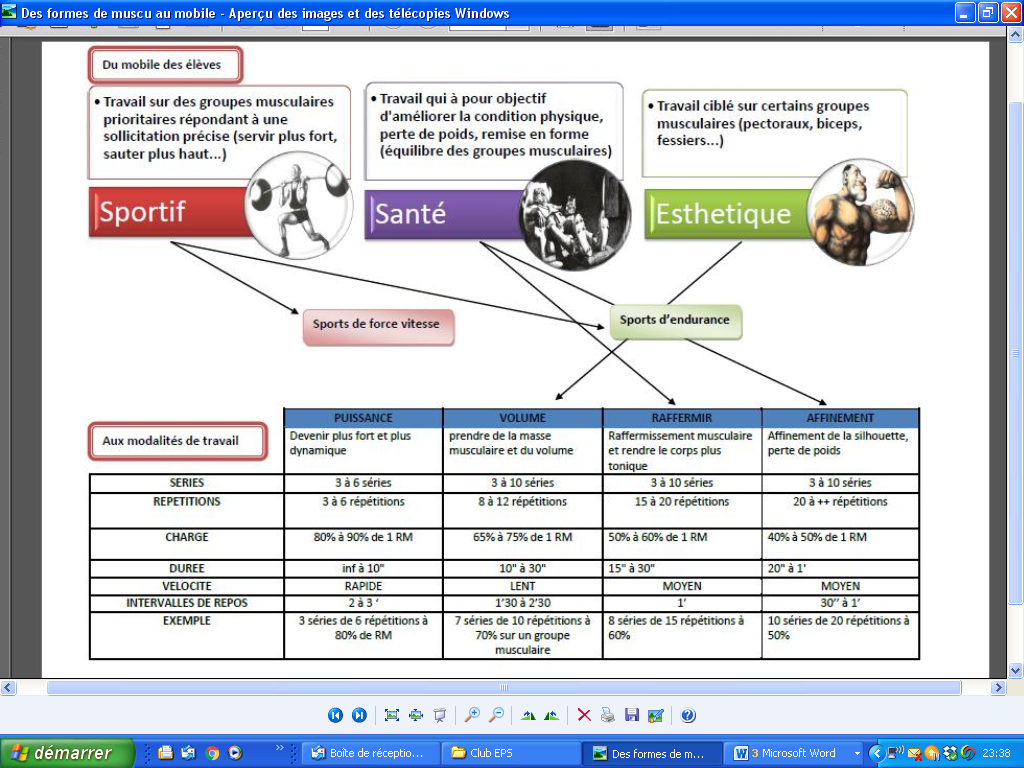 Des formes de muscu au mobile - Aperçu des images et des télécopies Windows
Du mobile des élèves
• Travail sur des groupes musculaires
prioritaires répondant à une
sollicitation précise (servir plus fort,
sauter plus haut...)
Sportif
• Travail qui à pour objectif
d'améliorer la condition physique,
perte de poids, remise en forme
(équilibre des groupes musculaires)
Santé
• Travail ciblé sur certains groupes
musculaires (pectoraux, biceps,
fessiers...)
Esthetique
Sports de force vitesse
Sports d’endurance
Aux modalités de travail
PUISSANCE VOLUME RAFFERMIR AFFINEMENT
Devenir plus fort et plus
dynamique
prendre de la masse
musculaire et du volume
Raffermissement musculaire
et rendre le corps plus
tonique
Affinement de la silhouette,
perte de poids
SERIES 3 à 6 séries 3 à 10 séries 3 à 10 séries 3 à 10 séries
REPETITIONS 3 à 6 répétitions 8 à 12 répétitions 15 à 20 répétitions 20 à ++ répétitions
CHARGE 80% à 90% de 1 RM 65% à 75% de 1 RM 50% à 60% de 1 RM 40% à 50% de 1 RM
DUREE inf à 10" 10" à 30" 15" à 30" 20" à 1'
VELOCITE RAPIDE LENT MOYEN MOYEN
INTERVALLES DE REPOS 2 à 3 ‘ 1’30 à 2’30 1’ 30’’ à 1’
EXEMPLE
3 séries de 6 répétitions à
80% de RM
7 séries de 10 répétitions à
70% sur un groupe
musculaire
8 séries de 15 répétitions à
60%
10 séries de 20 répétitions à
50%
démarrer
Boîte de réceptio...
Club EPS
Des formes de m...
3 Microsoft Word
23:38